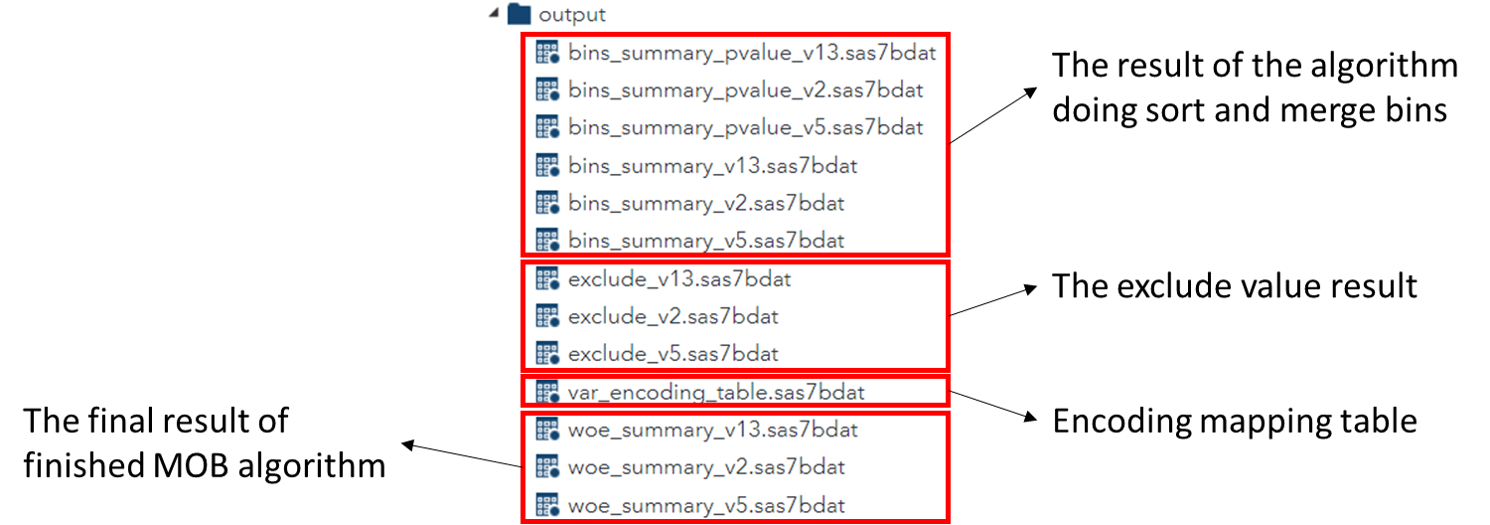 output
bins_summary_pvalue_v13.sas7bdat
bins_summary_pvalue_v2.sas7bdat
bins_summary_pvalue_v5.sas7bdat
bins_summary_v13.sas7bdat
bins_summary_v2.sas7bdat
bins_summary_v5.sas7bdat
The result of the algorithm
doing sort and merge bins
exclude_v13.sas7bdat
exclude_v2.sas7bdat
exclude_v5.sas7bdat
The exclude value result
var_encoding_table.sas7bdat
Encoding mapping table
woe_summary_v13.sas7bdat
woe_summary_v2.sas7bdat
woe_summary_v5.sas7bdat
The final result of
finished MOB algorithm